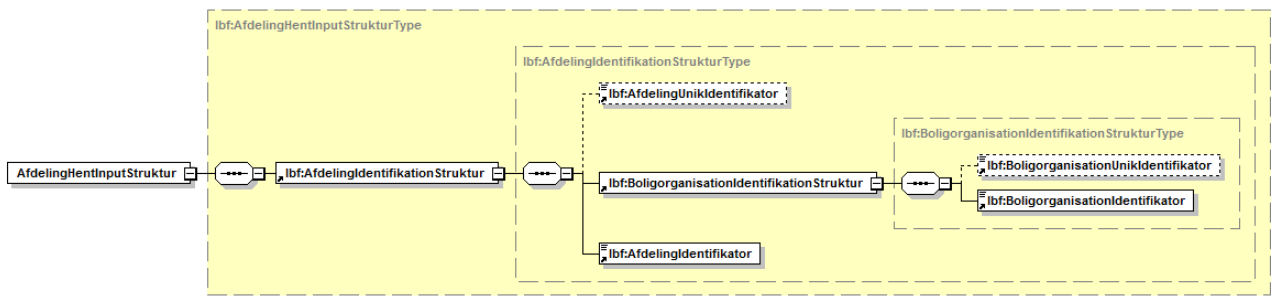 lbf:AfdelingHentInputStrukturType
lbf:AfdelingIdentifikationStrukturType
lbf:AfdelingUnikIdentifikator
lbf:BoligorganisationIdentifikationStrukturType
lbf:BoligorganisationUnikIdentifikator
AfdelingHentInputStruktur
lbf:AfdelingIdentifikationStruktur
lbf:BoligorganisationIdentifikationStruktur
lbf:BoligorganisationIdentifikator
lbf:AfdelingIdentifikator